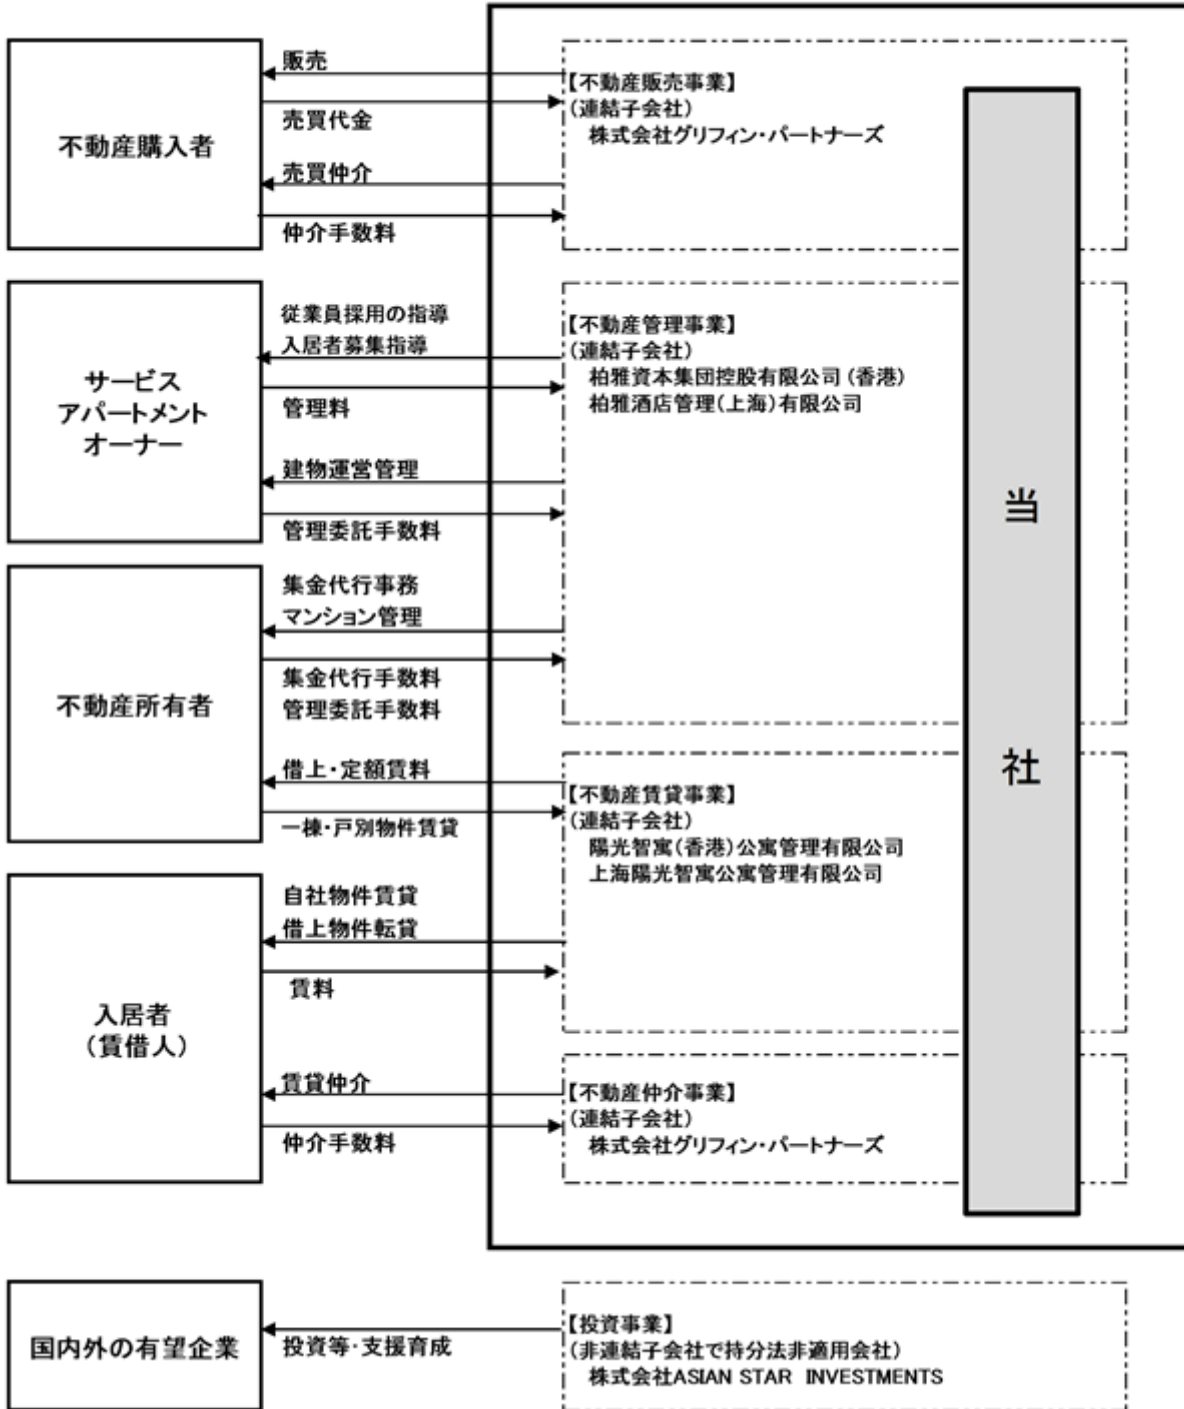 不動産購入者
販売
売買代金
売買仲介
仲介手数料
【不動産販売事業】
(連結子会社)
株式会社グリフィン・パートナーズ
サービス
アパートメント
オーナー
従業員採用の指導
入居者募集指導
管理料
建物運営管理
管理委託手数料
【不動産管理事業】
(連結子会社)
柏雅資本集団控股有限公司(香港)
柏雅酒店管理(上海)有限公司
不動産所有者
集金代行事務
マンション管理
集金代行手数料
管理委託手数料
借上・定額賃料
一棟・戸別物件賃貸
【不動産賃貸事業】
(連結子会社)
陽光智寓(香港)公寓管理有限公司
上海陽光智寓公寓管理有限公司
入居者
(賃借人)
自社物件賃貸
借上物件転貸
賃料
賃貸仲介
仲介手数料
【不動産仲介事業】
(連結子会社)
株式会社グリフィン・パートナーズ
当
社
国内外の有望企業
投資等・支援育成
【投資事業】
(非連結子会社で持分法非適用会社)
株式会社ASIAN STAR INVESTMENTS